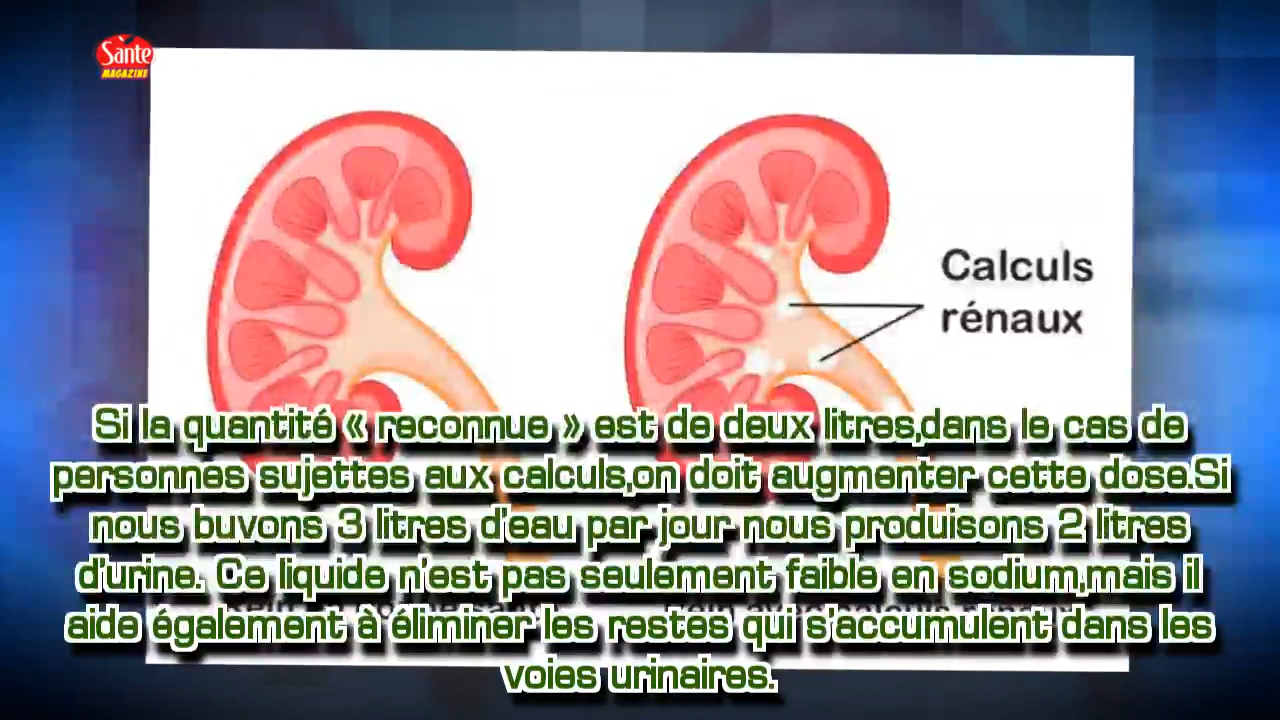 Sànte
MAGAZINE
Calculs
rénaux
Si la quantité « reconnue » est de deux litres,dans le cas de
personnes sujettes aux calculs,on doit augmenter cette dose.Si
nous buvons 3 litres d'eau par jour nous produisons 2 litres
d'urine. Ce liquide n'est pas seulement faible en sodium,mais il
aide également à éliminer les restes qui s'accumulent dans les
voies urinaires.